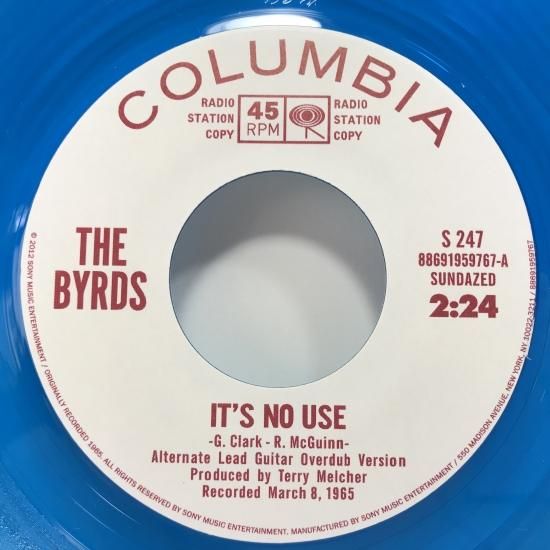 COLUMBIA
RADIO STATION COPY
45 RPM
RADIO STATION COPY
THE BYRDS
S 247
88691959767-A
SUNDAZED
2:24
IT'S NO USE
-G. Clark - R. McGuinn-
Alternate Lead Guitar Overdub Version
Produced by Terry Melcher
Recorded March 8, 1965
℗ 2012 SONY MUSIC ENTERTAINMENT / ORIGINALLY RECORDED 1965. ALL RIGHTS RESERVED BY SONY MUSIC ENTERTAINMENT. MANUFACTURED BY SONY MUSIC ENTERTAINMENT / 550 MADISON AVENUE, NEW YORK, NY 10022-3211 / 88691959767